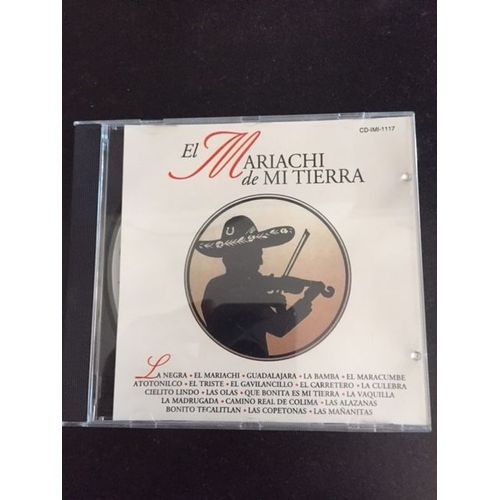 CD-IMI-1117
El MARIACHI
de MI TIERRA
LA NEGRA • EL MARIACHI • GUADALAJARA • LA BAMBA • EL MARACUMBE
ATOTONILCO • EL TRISTE • EL GAVILANCILLO • EL CARRETERO • LA CULEBRA
CIELITO LINDO • LAS OLAS • QUE BONITA ES MI TIERRA • LA VAQUILLA
LA MADRUGADA • CAMINO REAL DE COLIMA • LAS ALAZANAS
BONITO TECALITLAN • LAS COPETONAS • LAS MAÑANITAS